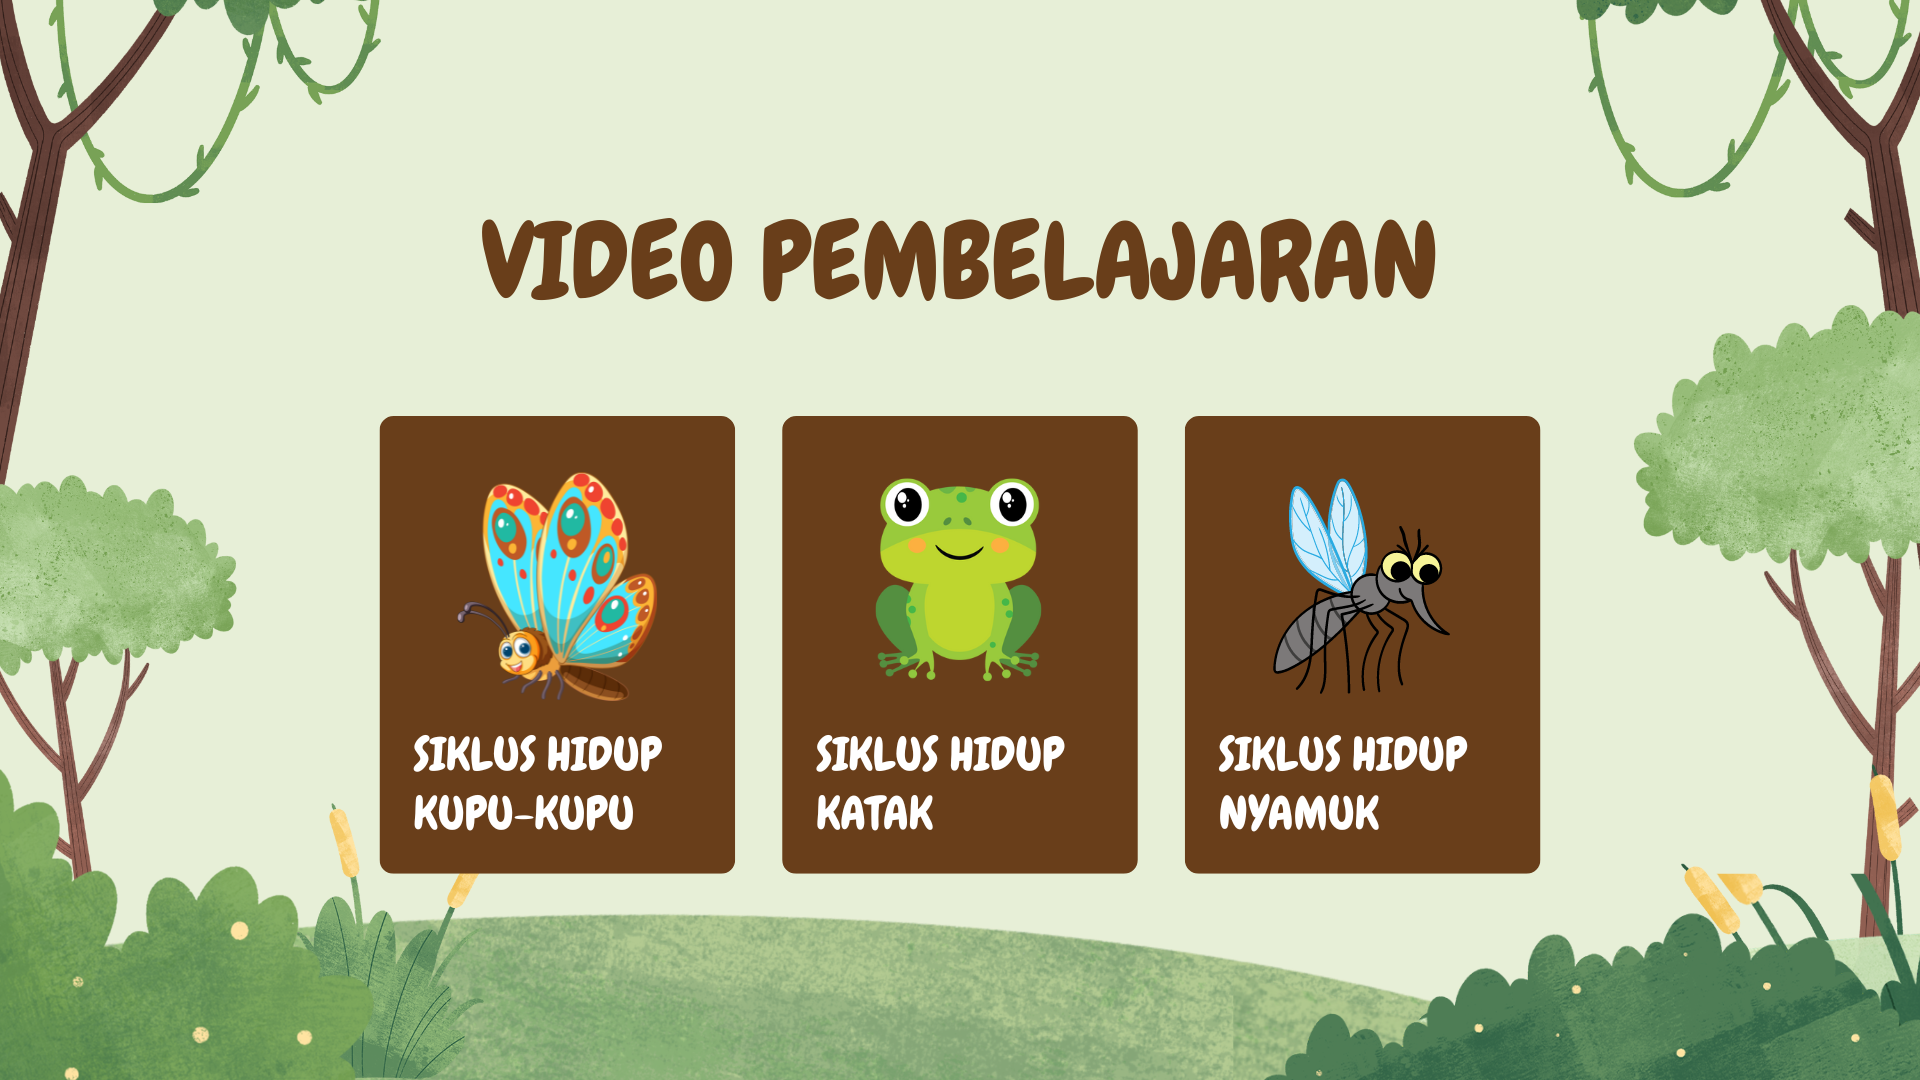 VIDEO PEMBELAJARAN
SIKLUS HIDUP
KUPU-KUPU
SIKLUS HIDUP
KATAK
SIKLUS HIDUP
NYAMUK